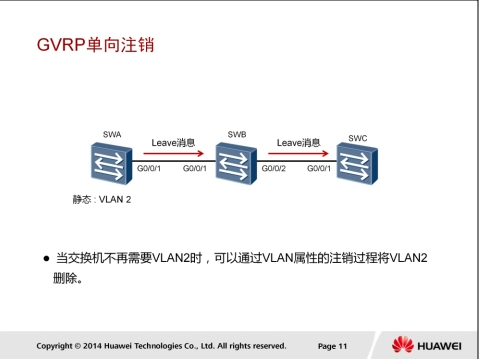 GVRP单向注销
SWA
SWB
SWC
Leave消息
Leave消息
G0/0/1
G0/0/1
G0/0/2
G0/0/1
静态 : VLAN 2
● 当交换机不再需要VLAN2时，可以通过VLAN属性的注销过程将VLAN2
删除。
Copyright © 2014 Huawei Technologies Co., Ltd. All rights reserved.
Page 11
HUAWEI